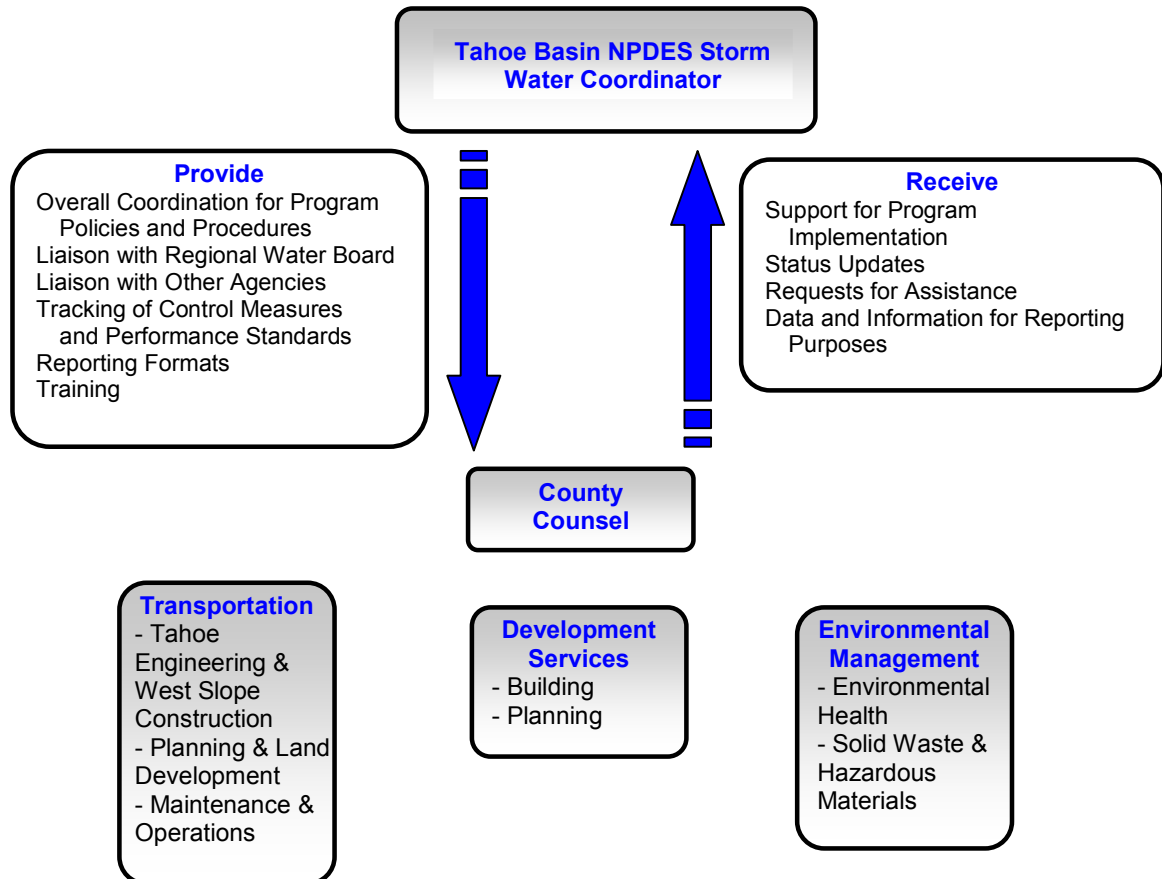 Tahoe Basin NPDES Storm
Water Coordinator
Provide
Overall Coordination for Program
Policies and Procedures
Liaison with Regional Water Board
Liaison with Other Agencies
Tracking of Control Measures
and Performance Standards
Reporting Formats
Training
Receive
Support for Program
Implementation
Status Updates
Requests for Assistance
Data and Information for Reporting
Purposes
County
Counsel
Transportation
- Tahoe
Engineering &
West Slope
Construction
- Planning & Land
Development
- Maintenance &
Operations
Development
Services
- Building
- Planning
Environmental
Management
- Environmental
Health
- Solid Waste &
Hazardous
Materials